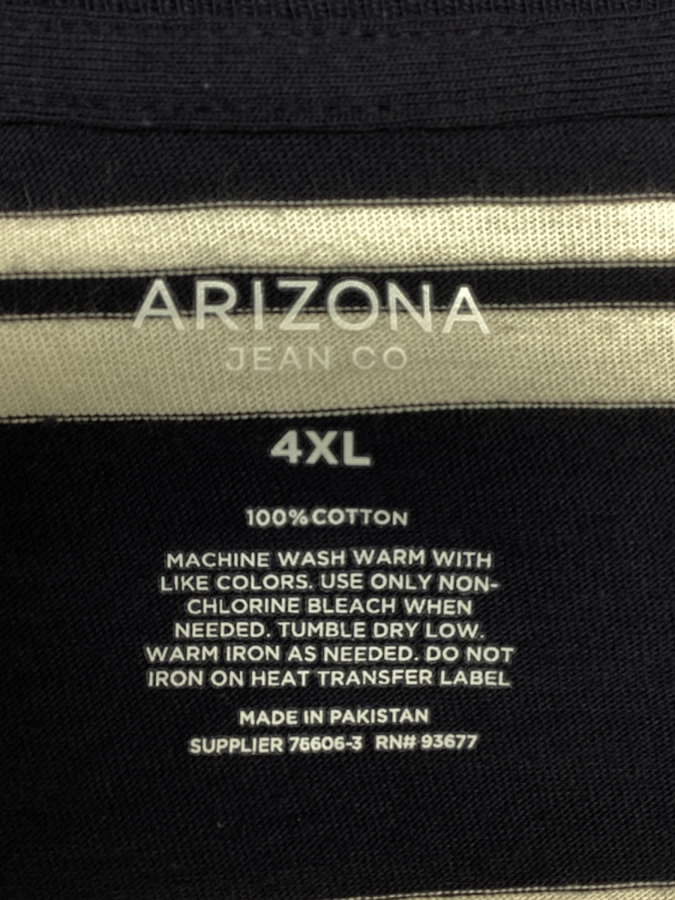 ARIZONA
JEAN CO
4XL
100%COTTON
MACHINE WASH WARM WITH
LIKE COLORS. USE ONLY NON-
CHLORINE BLEACH WHEN
NEEDED. TUMBLE DRY LOW.
WARM IRON AS NEEDED. DO NOT
IRON ON HEAT TRANSFER LABEL
MADE IN PAKISTAN
SUPPLIER 76606-3 RN# 93677